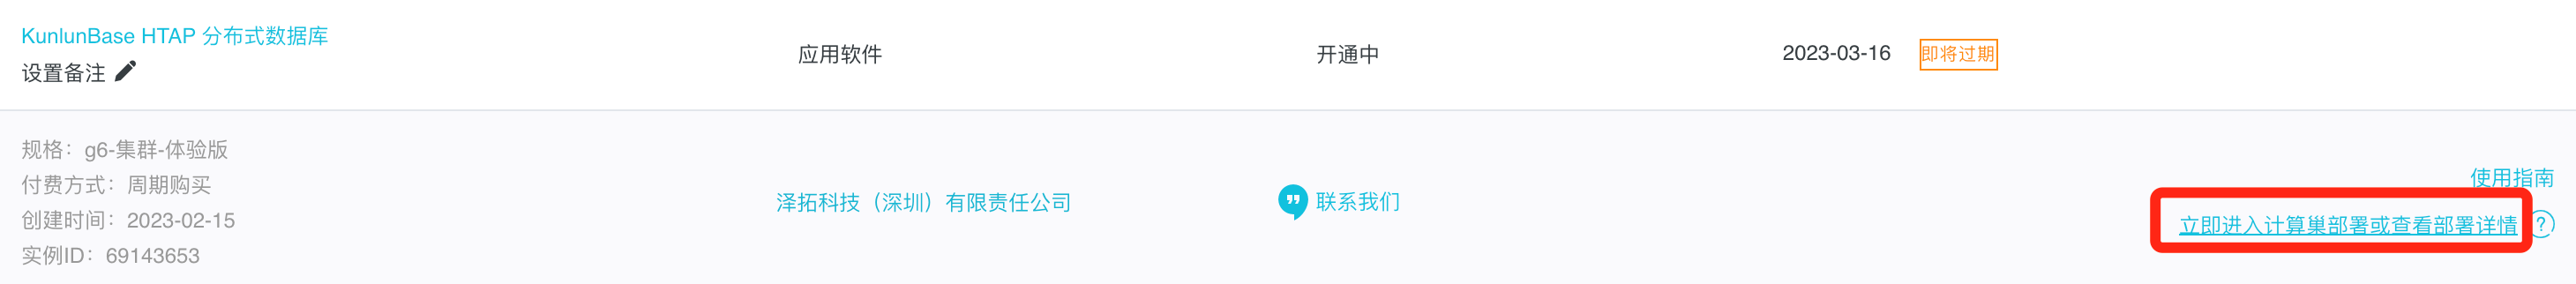 KunlunBase HTAP 分布式数据库
设置备注
应用软件
开通中
2023-03-16
即将过期
规格：g6-集群-体验版
付费方式：周期购买
创建时间：2023-02-15
实例ID：69143653
泽拓科技（深圳）有限责任公司
联系我们
使用指南
立即进入计算巢部署或查看部署详情 ?